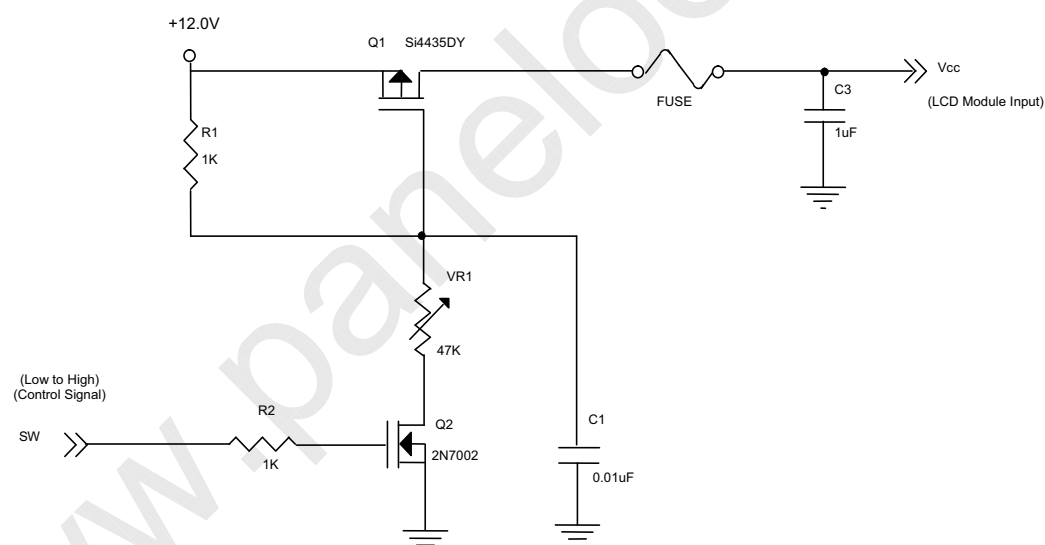 +12.0V
Q1 Si4435DY
Vcc
FUSE
C3
(LCD Module Input)
1uF
R1
1K
VR1
47K
(Low to High)
(Control Signal)
SW
R2
1K
Q2
2N7002
C1
0.01uF
w.paneloo